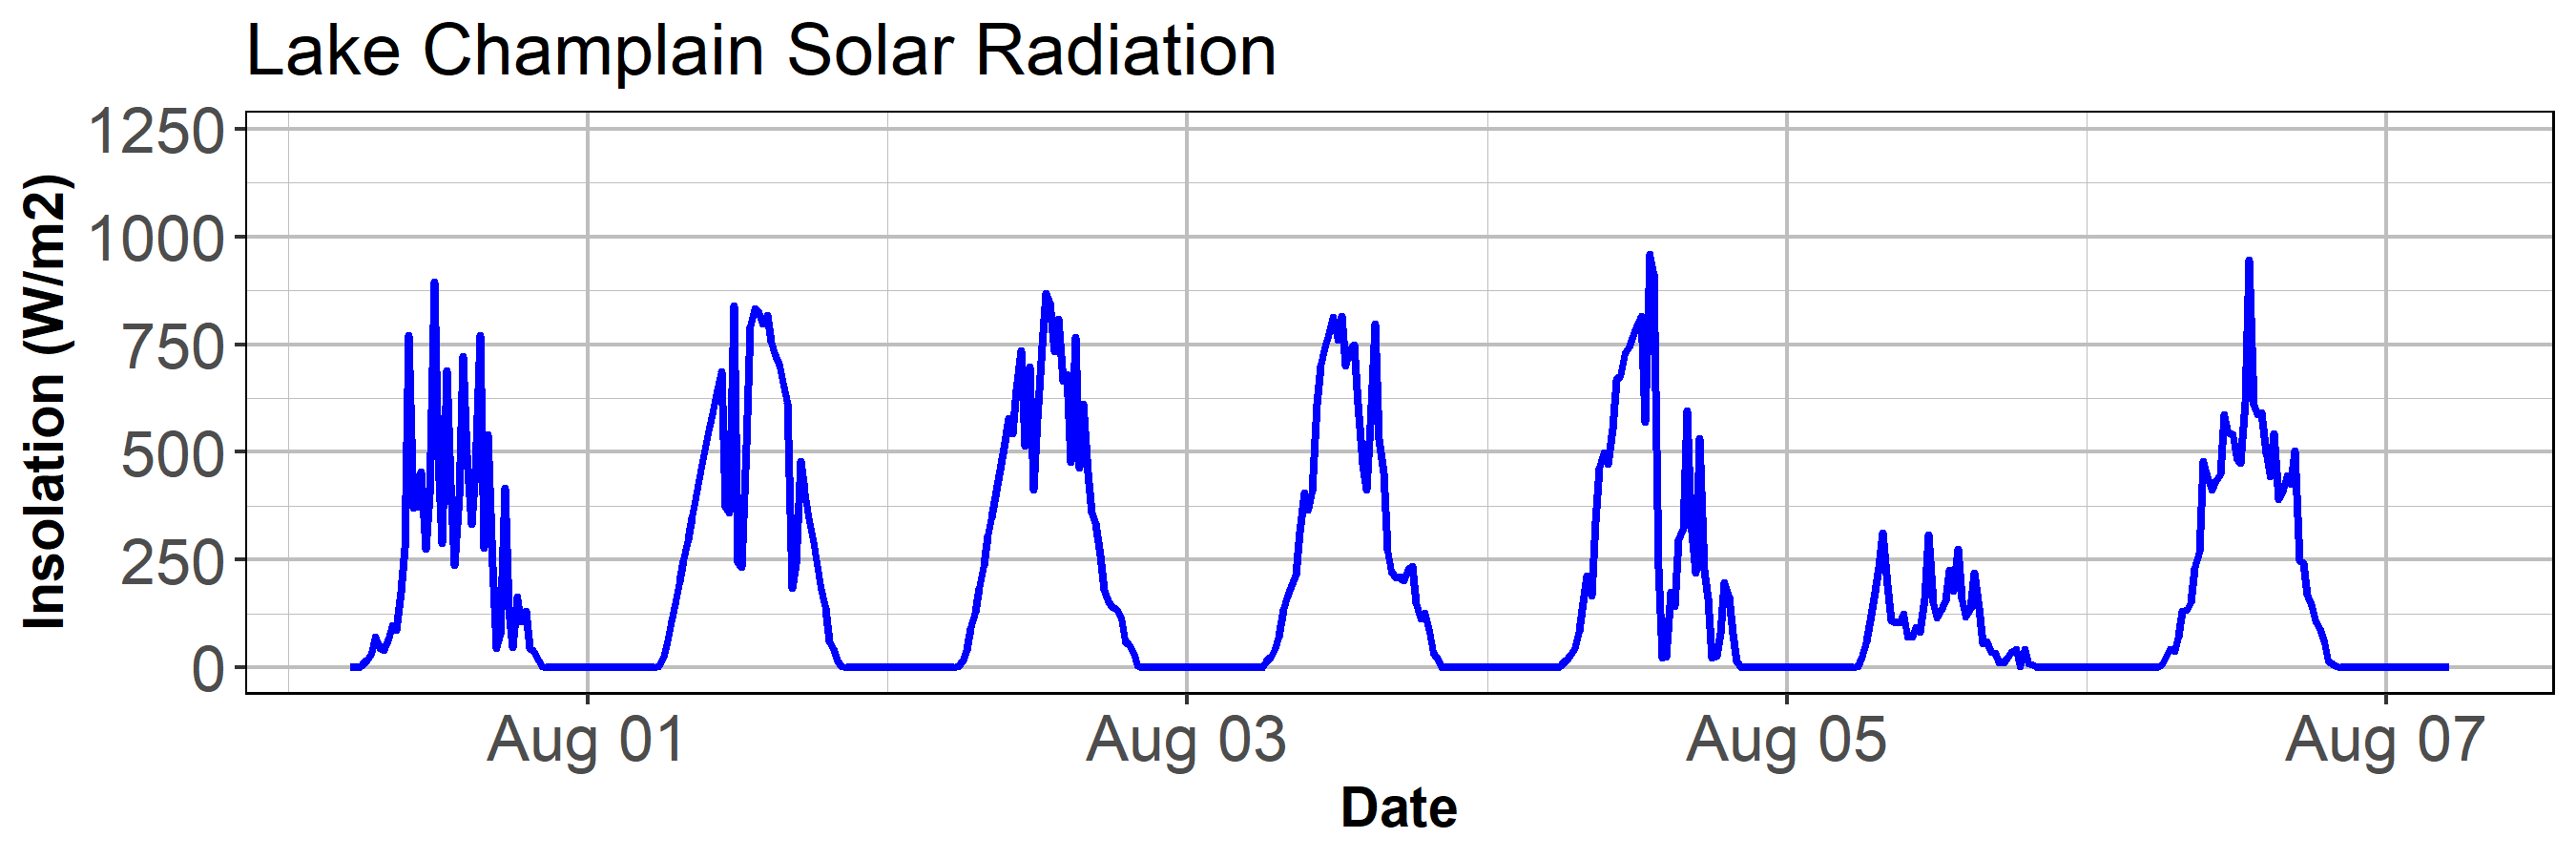 Lake Champlain Solar Radiation
Insolation (W/m2)
1250
1000
750
500
250
0
Aug 01 Aug 03 Aug 05 Aug 07
Date